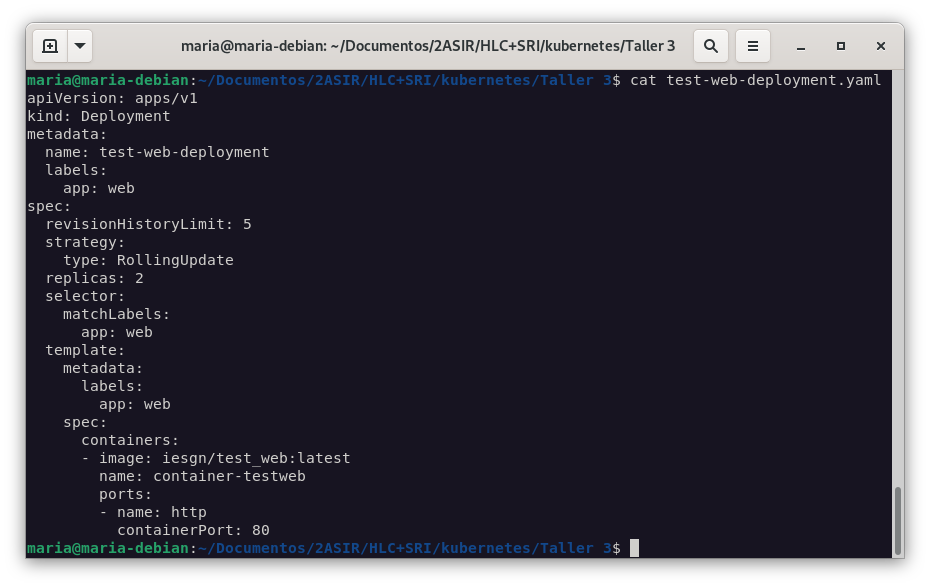 maria@maria-debian: ~/Documentos/2ASIR/HLC+SRI/kubernetes/Taller 3
maria@maria-debian:~/Documentos/2ASIR/HLC+SRI/kubernetes/Taller 3$ cat test-web-deployment.yaml
apiVersion: apps/v1
kind: Deployment
metadata:
  name: test-web-deployment
  labels:
    app: web
spec:
  revisionHistoryLimit: 5
  strategy:
    type: RollingUpdate
  replicas: 2
  selector:
    matchLabels:
      app: web
  template:
    metadata:
      labels:
        app: web
    spec:
      containers:
      - image: iesgn/test_web:latest
        name: container-testweb
        ports:
        - name: http
          containerPort: 80
maria@maria-debian:~/Documentos/2ASIR/HLC+SRI/kubernetes/Taller 3$